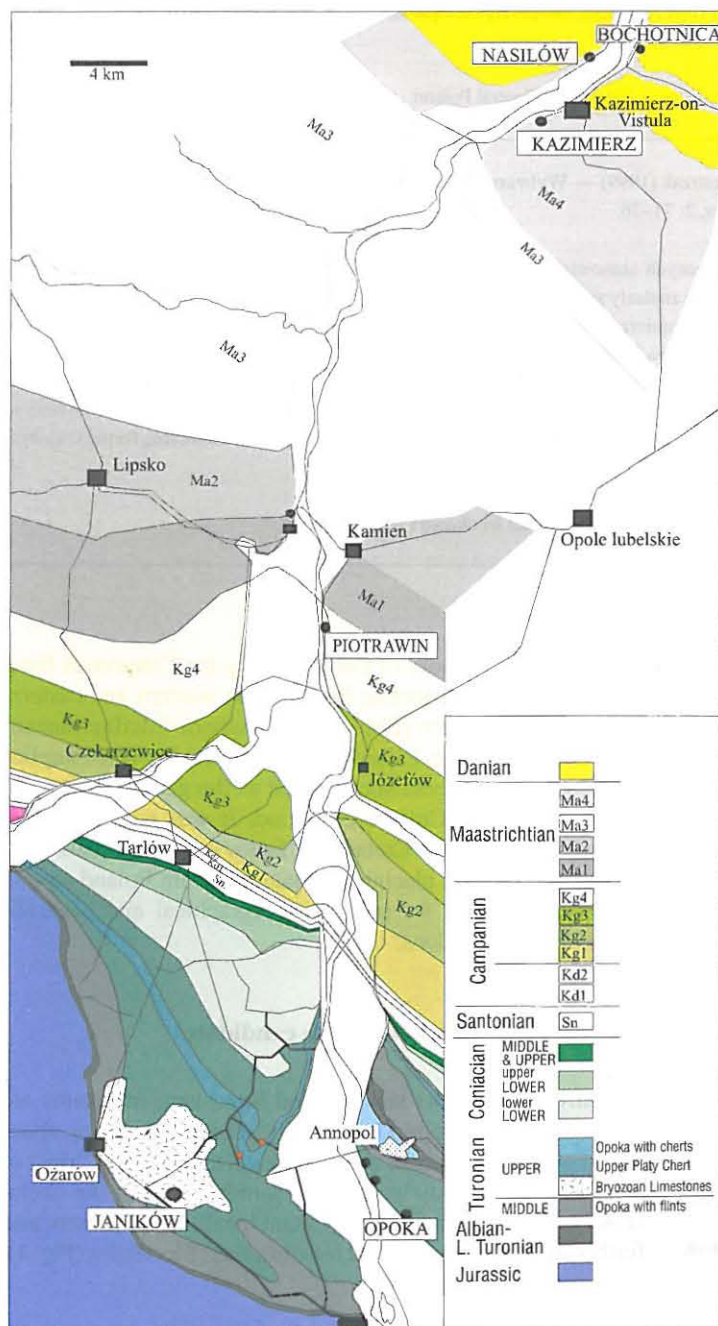 BOCHOTNICA
NASILÓW
4 km
Kazimierz-on-
Vistula
KAZIMIERZ
Ma3
Ma4
Ma3
Ma3
Lipsko
Ma2
Kamien
Opole lubelskie
Ma1
PIOTRAWIN
Kg4
Kg4
Kg3
Czekarzewice
Kg3
Józefów
Kg3
Tarlów
Kg2
Kg1
Sn
Kg2
Annopol
Ożarów
JANIKÓW
OPOKA
Danian
Maastrichtian
Ma4
Ma3
Ma2
Ma1
Campanian
Kg4
Kg3
Kg2
Kg1
Kd2
Kd1
Santonian Sn
Coniacian
MIDDLE
& UPPER
upper
LOWER
lower
LOWER
Turonian
UPPER
Opoka with cherts
Upper Platy Chert
Bryozoan Limestones
MIDDLE Opoka with flints
Albian-
L. Turonian
Jurassic